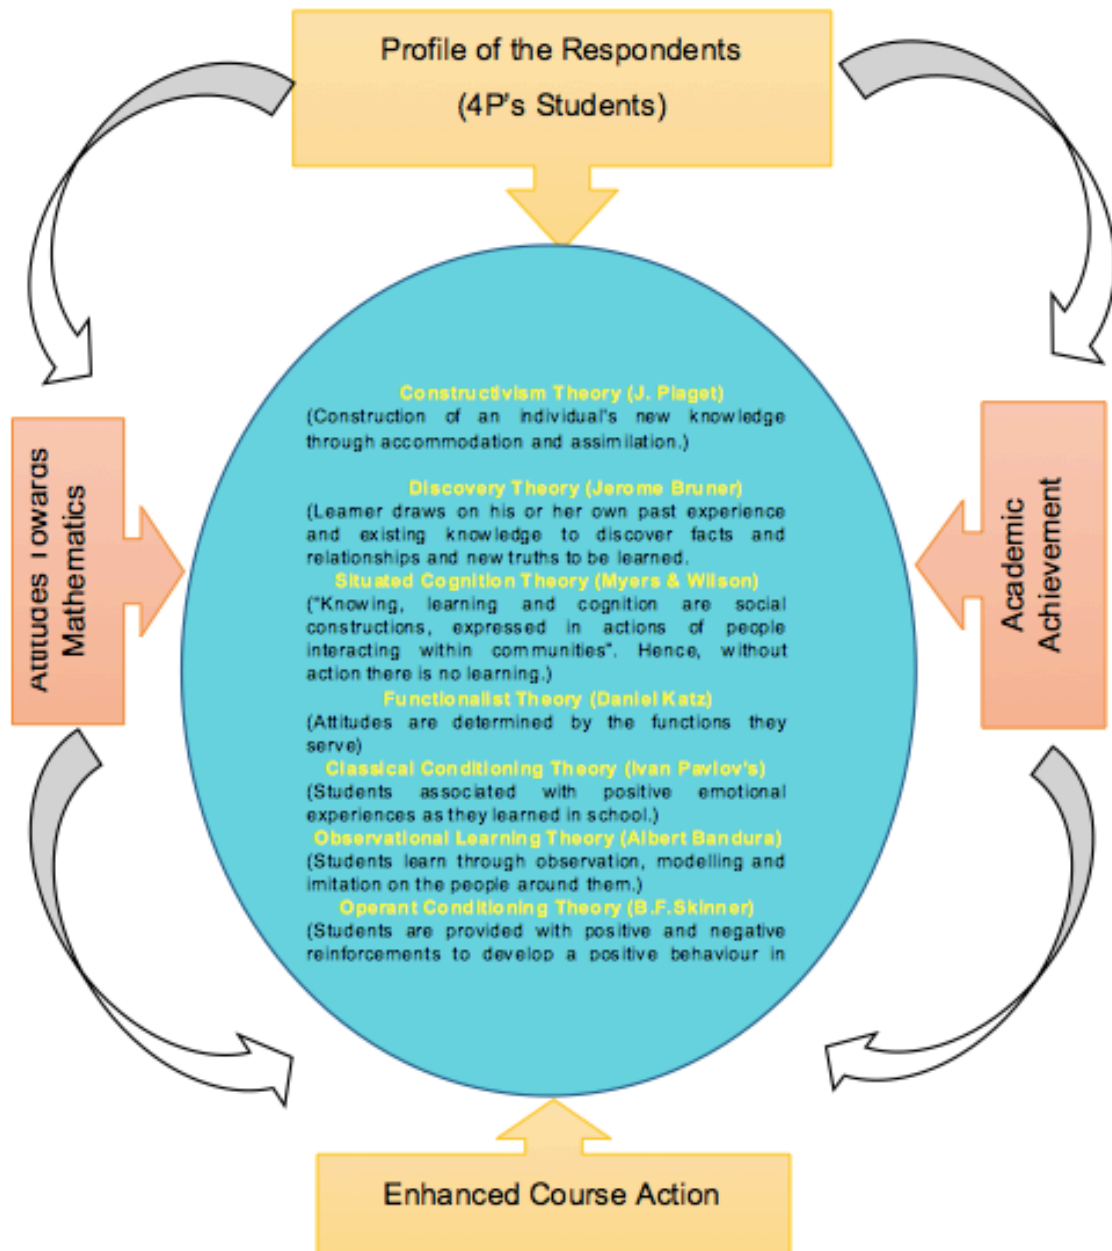 Profile of the Respondents
(4P's Students)
Attitudes Towards
Mathematics
Constructivism Theory (J. Piaget)
(Construction of an individual's new knowledge
through accommodation and assimilation.)
Discovery Theory (Jerome Bruner)
(Learner draws on his or her own past experience
and existing knowledge to discover facts and
relationships and new truths to be learned.
Situated Cognition Theory (Myers & Wilson)
("Knowing, learning and cognition are social
constructions, expressed in actions of people
interacting within communities". Hence, without
action there is no learning.)
Functionalist Theory (Daniel Katz)
(Attitudes are determined by the functions they
serve)
Classical Conditioning Theory (Ivan Pavlov's)
(Students associated with positive emotional
experiences as they learned in school.)
Observational Learning Theory (Albert Bandura)
(Students learn through observation, modelling and
imitation on the people around them.)
Operant Conditioning Theory (B.F.Skinner)
(Students are provided with positive and negative
reinforcements to develop a positive behaviour in
Academic
Achievement
Enhanced Course Action